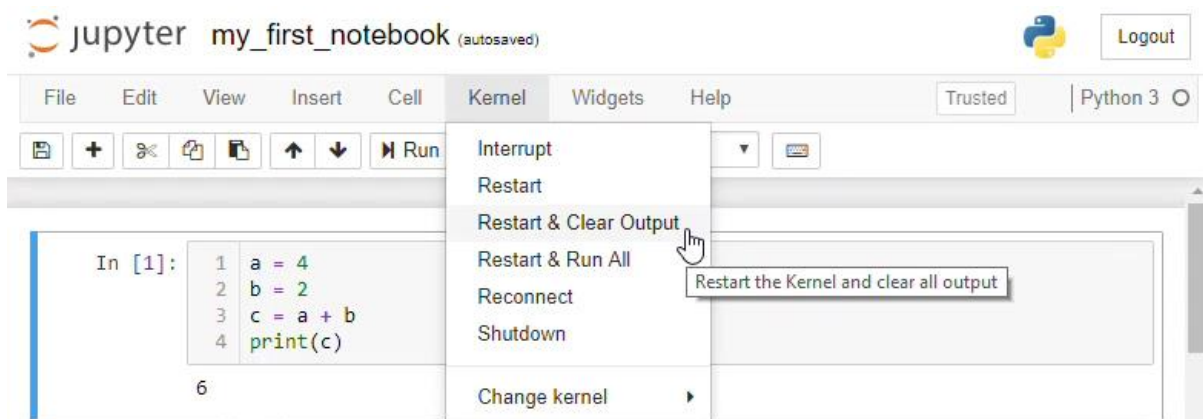 jupyter my_first_notebook (autosaved) Logout
File Edit View Insert Cell Kernel Widgets Help Trusted Python 3
Run
Interrupt
Restart
Restart & Clear Output
Restart & Run All
Restart the Kernel and clear all output
Reconnect
Shutdown
Change kernel
In [1]:
1 a = 4
2 b = 2
3 c = a + b
4 print(c)
6